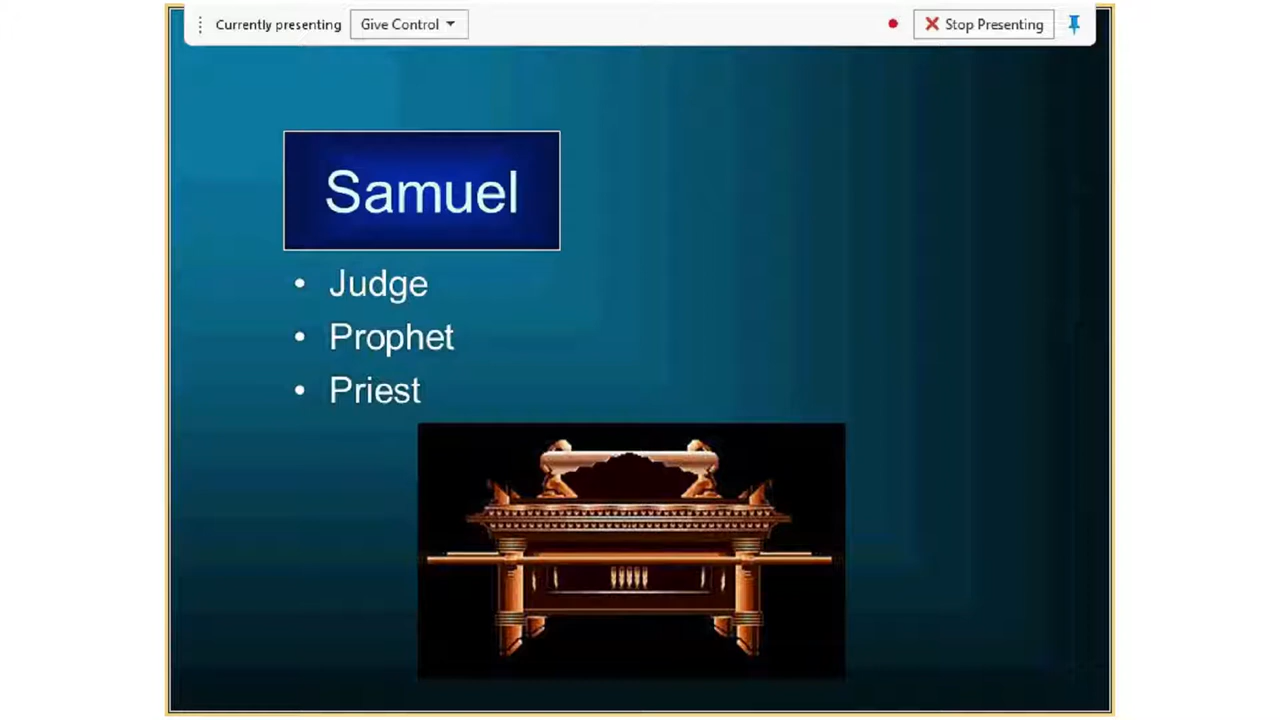 Currently presenting Give Control Stop Presenting
Samuel
• Judge
• Prophet
• Priest